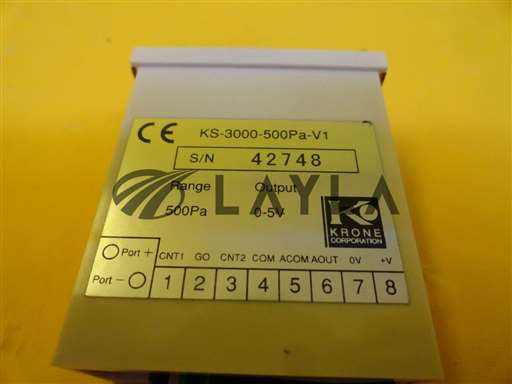 CE KS-3000-500Pa-V1
S/N 42748
Range Output
500Pa 0-5V
LAYLA
K
KRONE
CORPORATION
Port + CNT1 GO CNT2 COM ACOM AOUT 0V +V
Port - 1 2 3 4 5 6 7 8